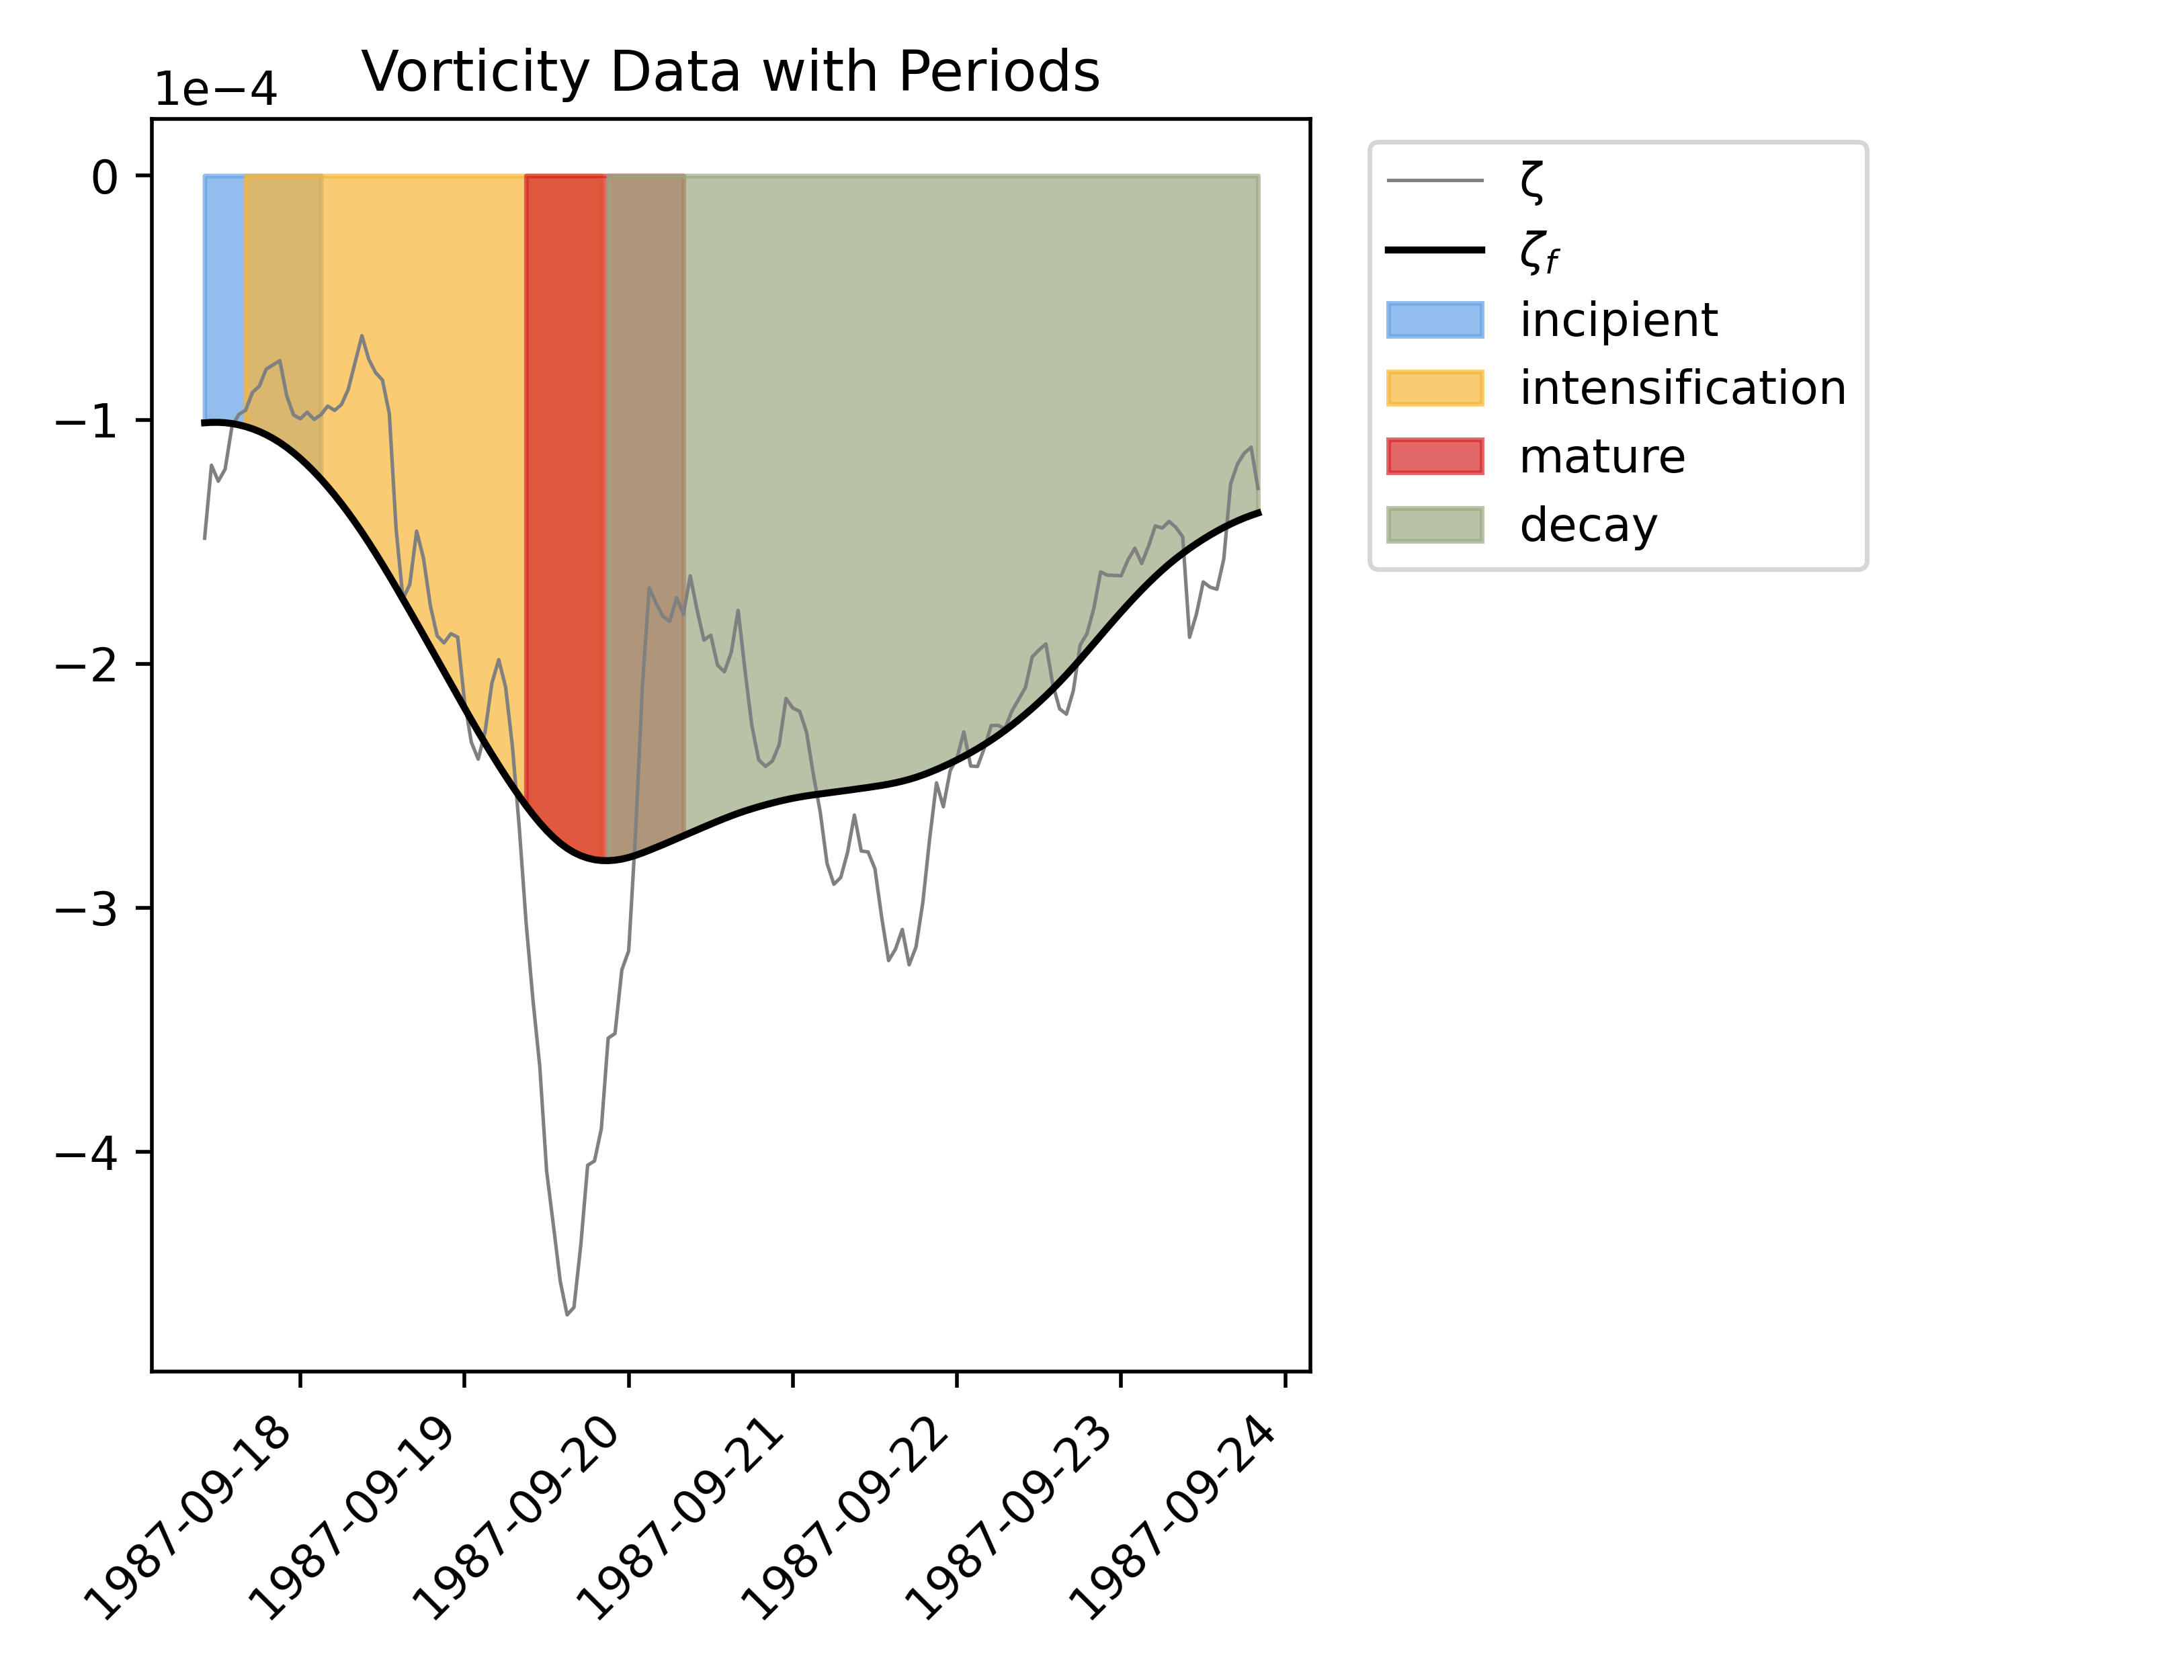 Vorticity Data with Periods
1e−4
0
−1
−2
−3
−4
1987-09-18
1987-09-19
1987-09-20
1987-09-21
1987-09-22
1987-09-23
1987-09-24
ζ
ζf
incipient
intensification
mature
decay